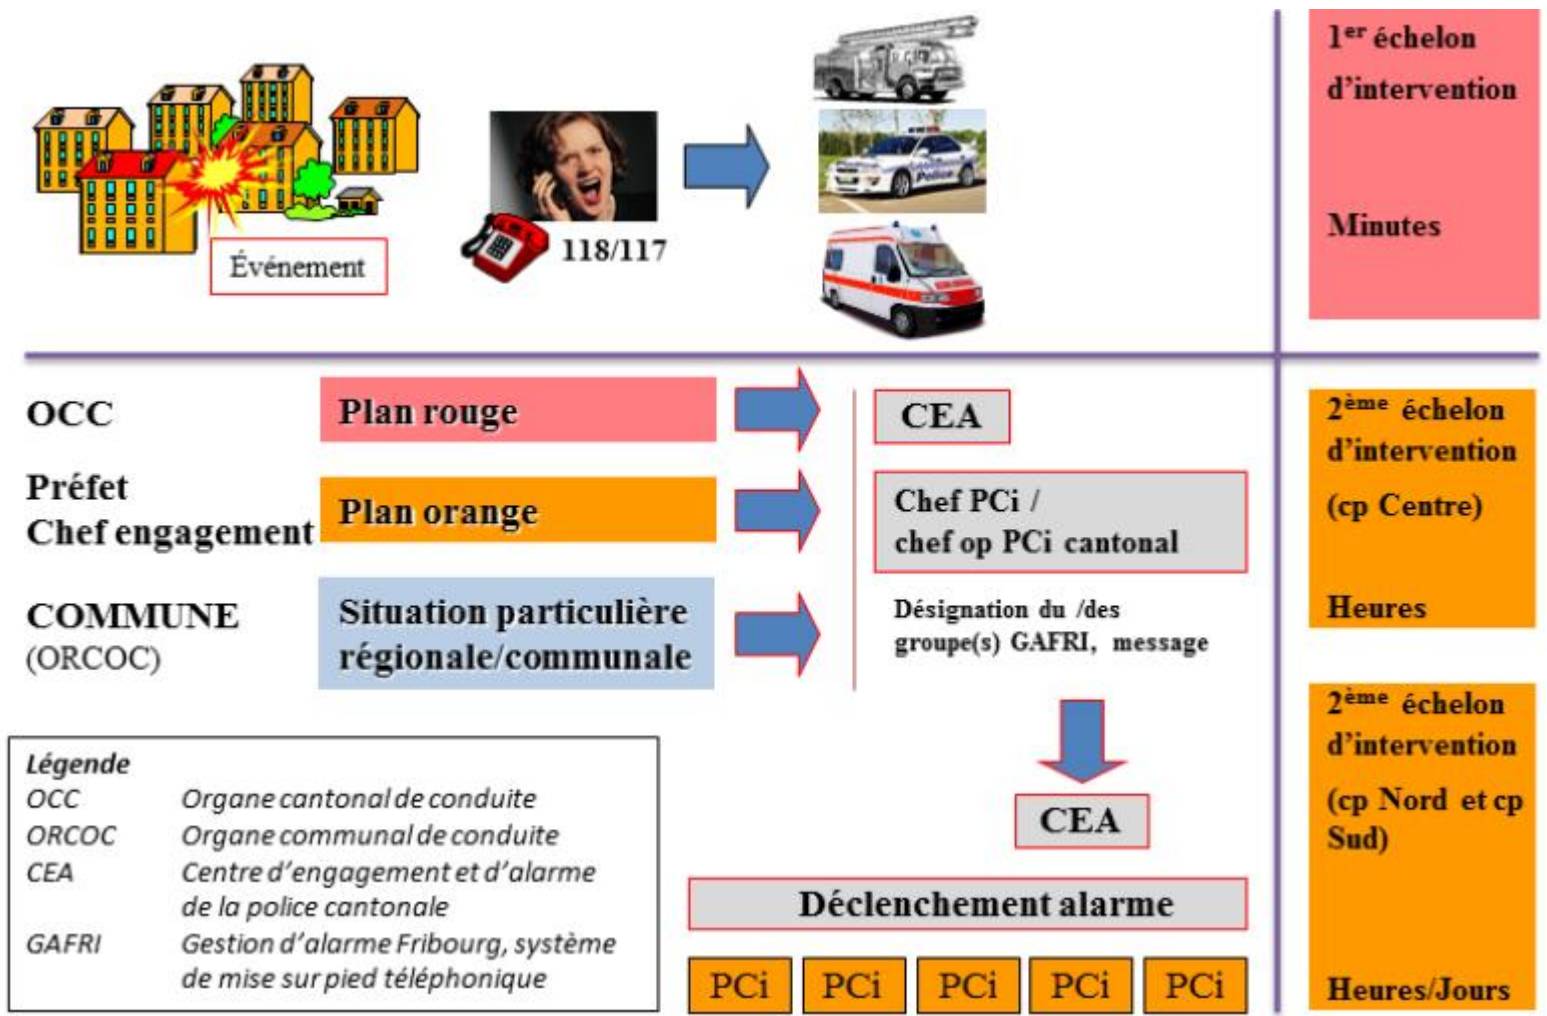 1er échelon
d’intervention
Minutes
Événement
118/117
Police
OCC
Plan rouge
CEA
Préfet
Chef engagement
Plan orange
Chef PCi /
chef op PCi cantonal
COMMUNE
(ORCOC)
Situation particulière
régionale/communale
Désignation du /des
groupe(s) GAFRI, message
2ème échelon
d’intervention
(cp Centre)
Heures
CEA
Déclenchement alarme
PCi PCi PCi PCi PCi
2ème échelon
d’intervention
(cp Nord et cp
Sud)
Heures/Jours
Légende
OCC Organe cantonal de conduite
ORCOC Organe communal de conduite
CEA Centre d’engagement et d’alarme
de la police cantonale
GAFRI Gestion d’alarme Fribourg, système
de mise sur pied téléphonique